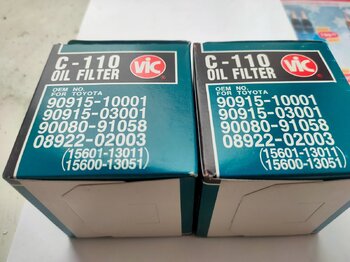 C-110 VIC
OIL FILTER
OEM NO.
FOR TOYOTA
90915-10001
90915-03001
90080-91058
08922-02003
(15601-13011)
(15600-13051)
C-110 VIC
OIL FILTER
OEM NO.
FOR TOYOTA
90915-10001
90915-03001
90080-91058
08922-02003
(15601-13011)
(15600-13051)